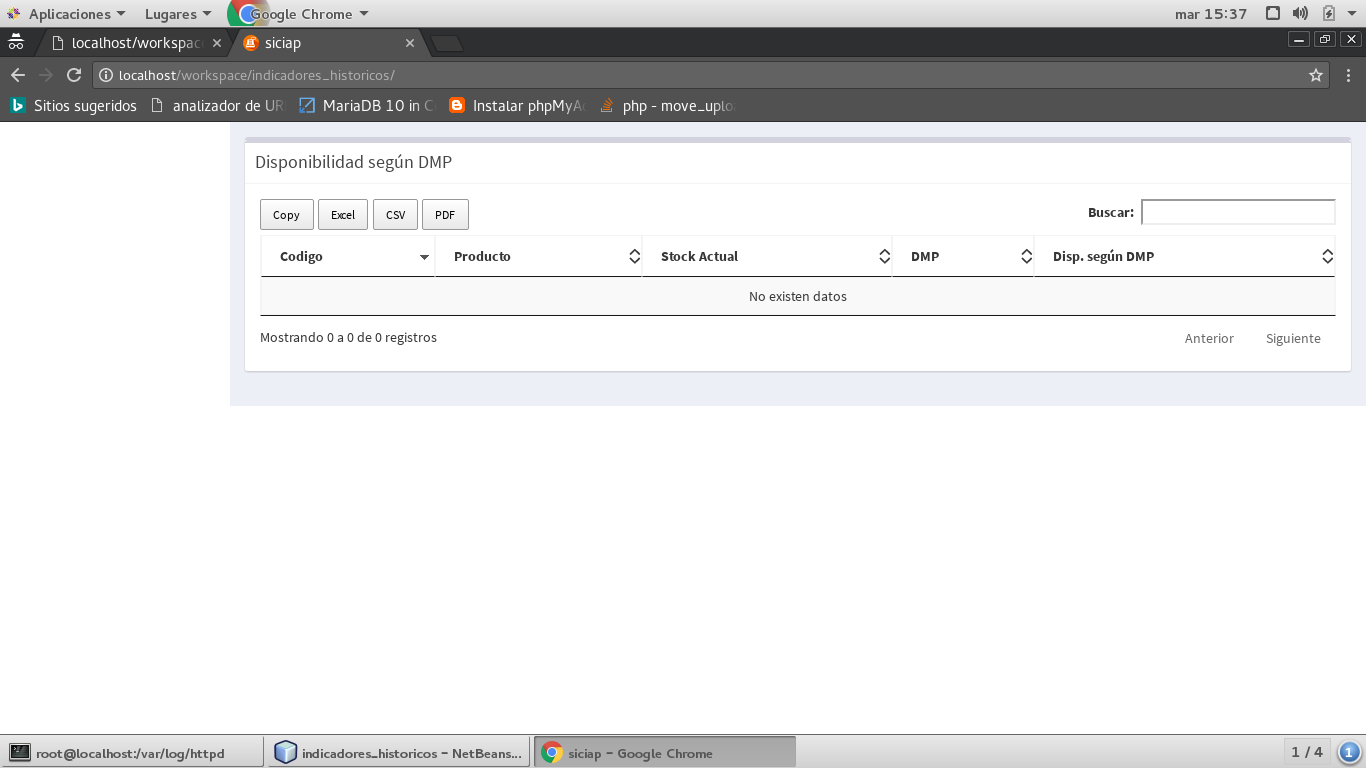 Aplicaciones Lugares Google Chrome mar 15:37
localhost/workspac siciap
localhost/workspace/indicadores_historicos/
Sitios sugeridos analizador de UR MariaDB 10 in C Instalar phpMyA php - move_uplo
Disponibilidad según DMP
Copy Excel CSV PDF Buscar:
Codigo Producto Stock Actual DMP Disp. según DMP
No existen datos
Mostrando 0 a 0 de 0 registros Anterior Siguiente
root@localhost:/var/log/httpd indicadores_historicos – NetBeans... siciap – Google Chrome 1 / 4 1